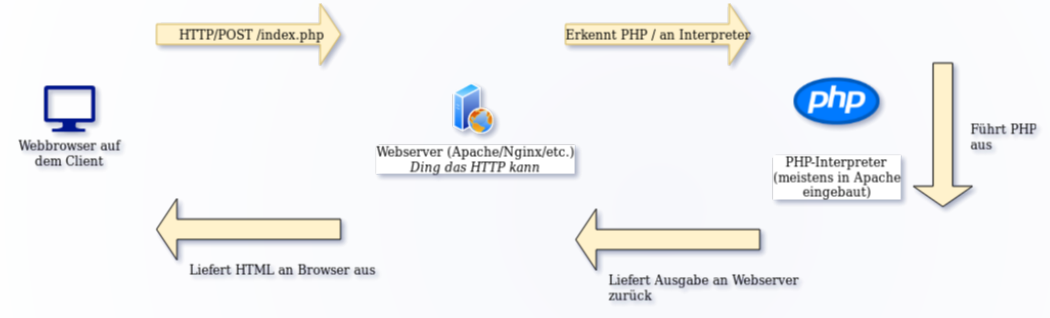 HTTP/POST /index.php
Erkennt PHP / an Interpreter
php
Webbrowser auf
dem Client
Webserver (Apache/Nginx/etc.)
Ding das HTTP kann
PHP-Interpreter
(meistens in Apache
eingebaut)
Führt PHP
aus
Liefert HTML an Browser aus
Liefert Ausgabe an Webserver
zurück